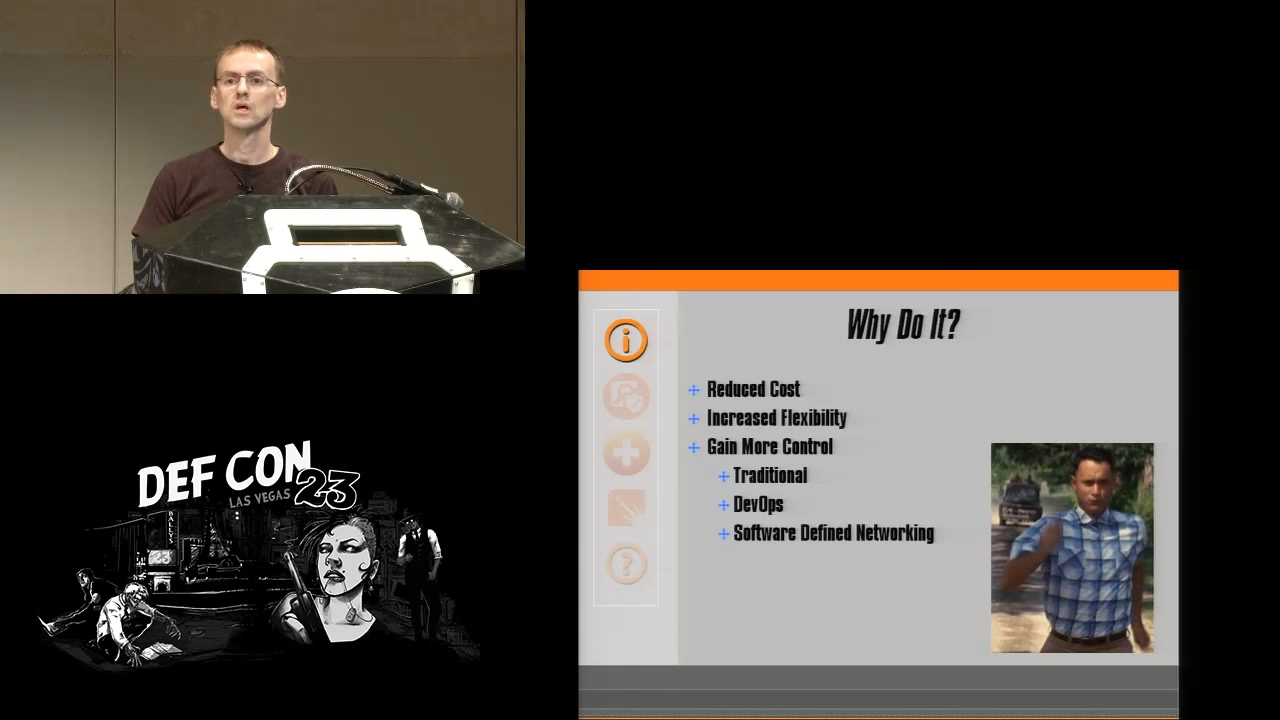 Why Do It?
Reduced Cost
Increased Flexibility
Gain More Control
Traditional
DevOps
Software Defined Networking
DEF CON
LAS VEGAS 23
BALLYS